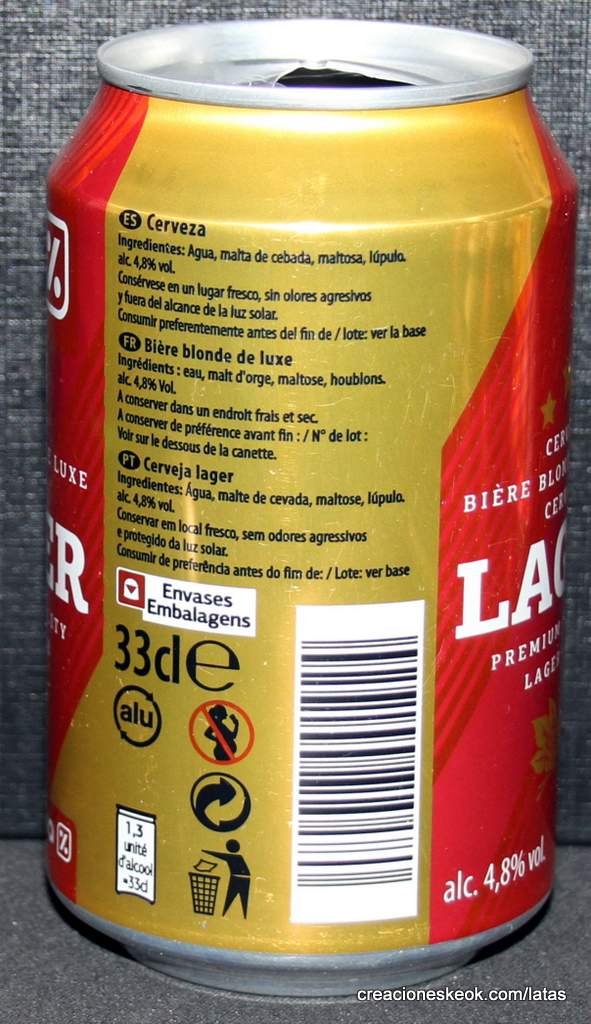 ES Cerveza
Ingredientes: Agua, malta de cebada, maltosa, lúpulo.
alc. 4,8% vol.
Consérvese en un lugar fresco, sin olores agresivos
y fuera del alcance de la luz solar.
Consumir preferentemente antes del fin de / lote: ver la base
FR Bière blonde de luxe
Ingrédients : eau, malt d'orge, maltose, houblons.
alc. 4,8% Vol.
A conserver dans un endroit frais et sec.
A conserver de préférence avant fin : / N° de lot :
Voir sur le dessous de la canette.
PT Cerveja lager
Ingredientes: Água, malte de cevada, maltose, lúpulo.
alc. 4,8% vol.
Conservar em local fresco, sem odores agressivos
e protegido da luz solar.
Consumir de preferência antes do fim de: / Lote: ver base
Envases
Embalagens
33cl e
alu
1,3
unité
d'alcool
=33cl
LUXE
ER
ITY
CER
BIÈRE BLON
CER
LAG
PREMIUM
LAGE
alc. 4,8% vol.
creacioneskeok.com/latas